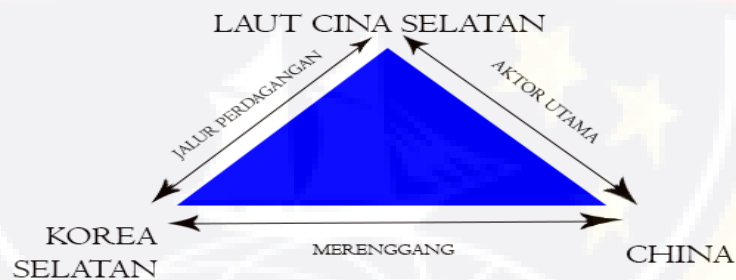 LAUT CINA SELATAN
JALUR PERDAGANGAN
AKTOR UTAMA
KOREA
SELATAN
MERENGGANG
CHINA